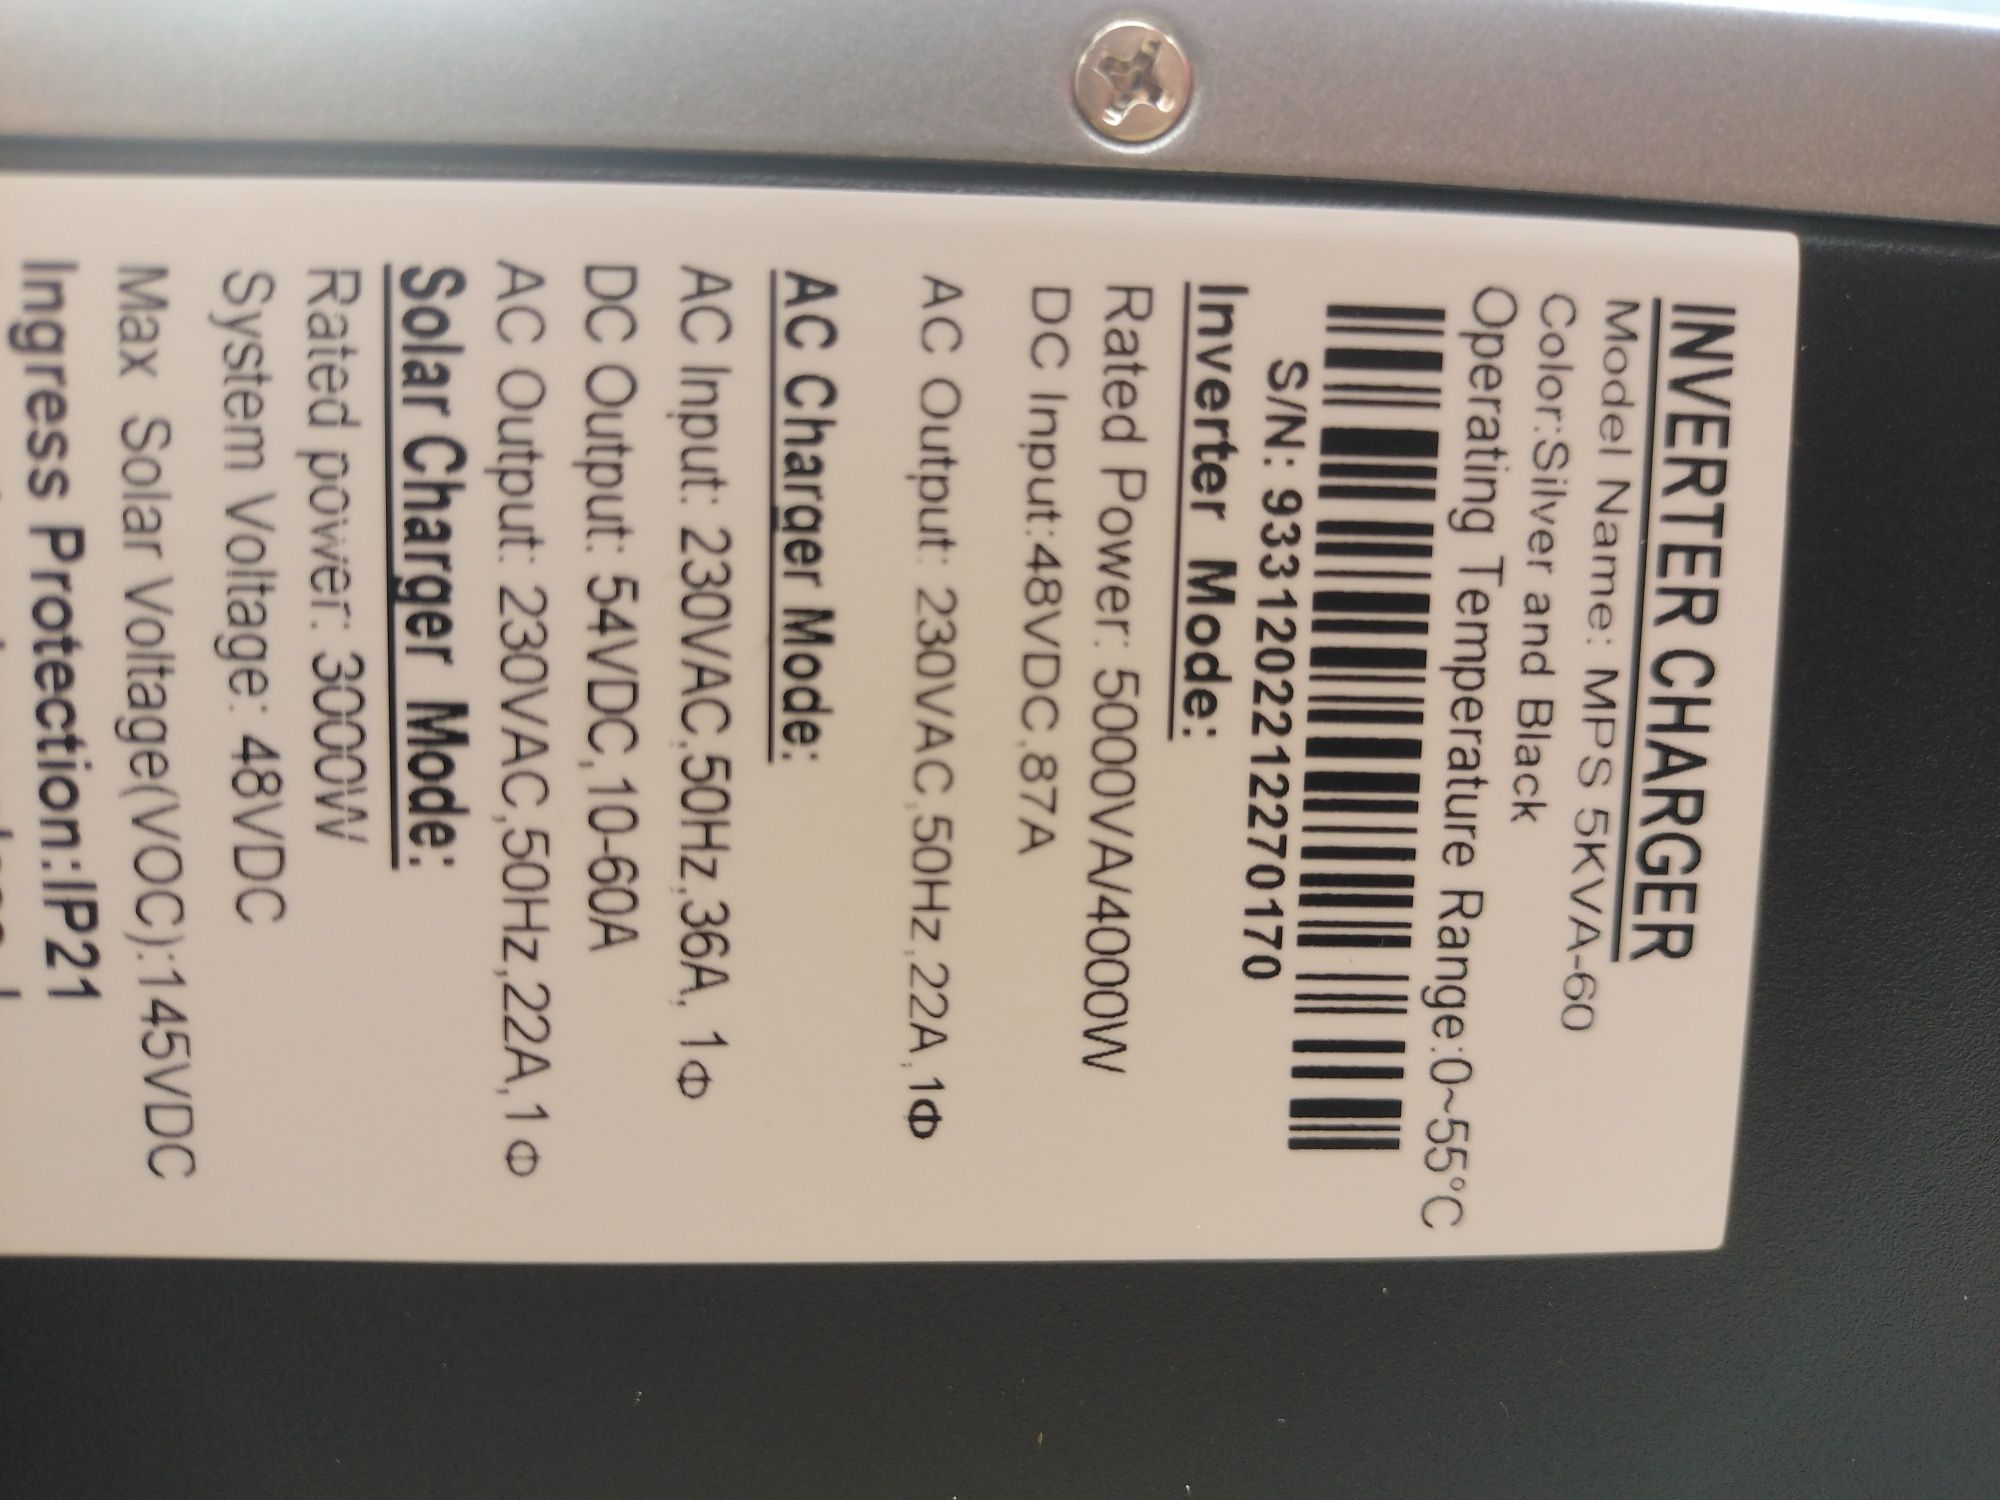 INVERTER CHARGER
Model Name: MPS 5KVA-60
Color:Silver and Black
Operating Temperature Range:0~55°C
S/N: 9331202212270170
Inverter Mode:
Rated Power: 5000VA/4000W
DC Input:48VDC,87A
AC Output: 230VAC,50Hz,22A,1Φ
AC Charger Mode:
AC Input: 230VAC,50Hz,36A, 1Φ
DC Output: 54VDC,10-60A
AC Output: 230VAC,50Hz,22A,1Φ
Solar Charger Mode:
Rated power: 3000W
System Voltage: 48VDC
Max Solar Voltage(VOC):145VDC
Ingress Protection:IP21